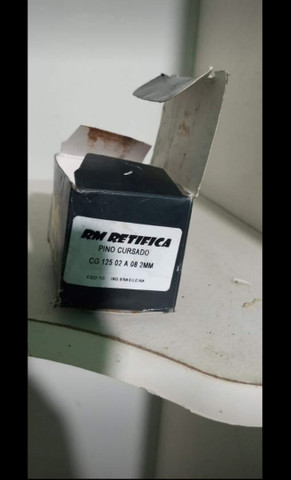 RM RETIFICA
PINO CURSADO
CG 125 02 A 08 2MM